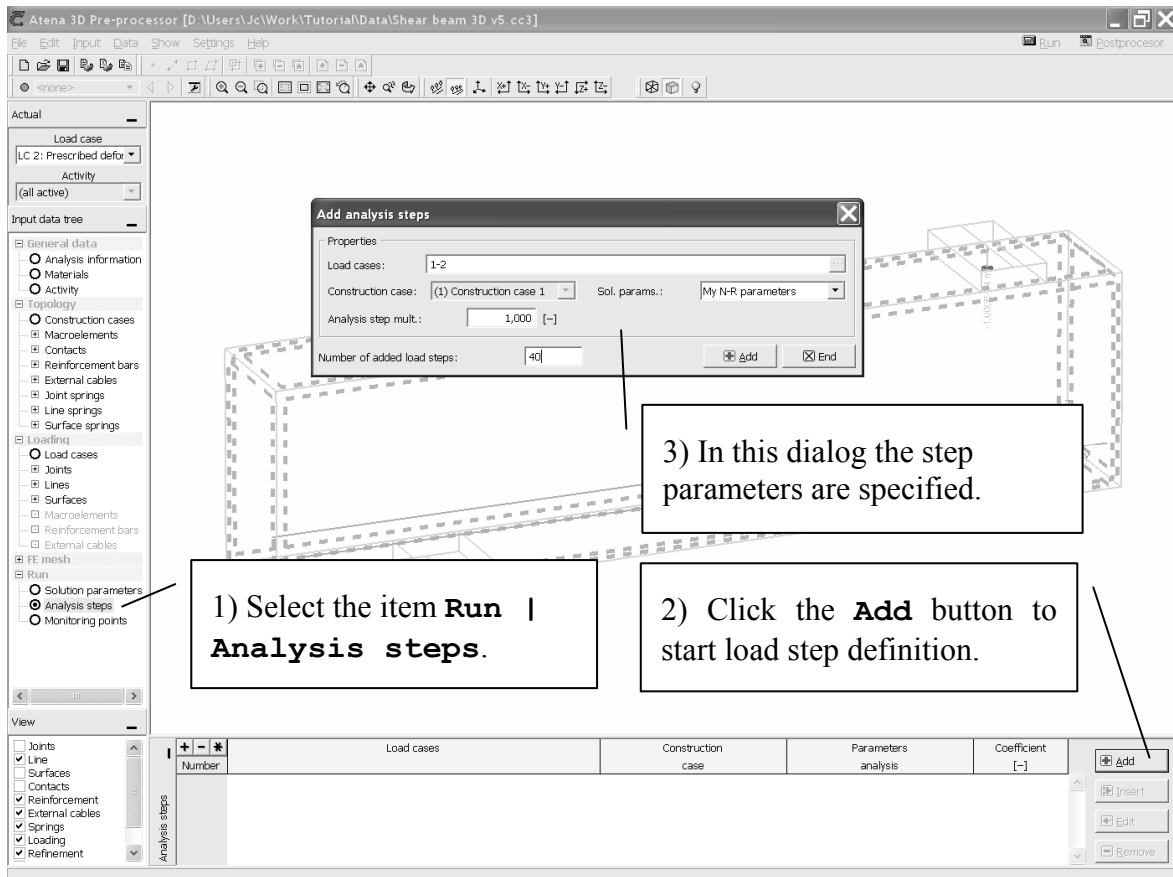 Atena 3D Pre-processor [D:\Users\Jc\Work\Tutorial\Data\Shear beam 3D v5.cc3]
File Edit Input Data Show Settings Help
Run Postprocesor
<none>
Actual
Load case
LC 2: Prescribed defor
Activity
(all active)
Input data tree
General data
Analysis information
Materials
Activity
Topology
Construction cases
Macroelements
Contacts
Reinforcement bars
External cables
Joint springs
Line springs
Surface springs
Loading
Load cases
Joints
Lines
Surfaces
Macroelements
Reinforcement bars
External cables
FE mesh
Run
Solution parameters
Analysis steps
Monitoring points
Add analysis steps
Properties
Load cases: 1-2
Construction case: (1) Construction case 1 Sol. params.: My N-R parameters
Analysis step mult.: 1,000 [-]
Number of added load steps: 40
Add End
3) In this dialog the step
parameters are specified.
1) Select the item Run |
Analysis steps.
2) Click the Add button to
start load step definition.
View
Joints
Line
Surfaces
Contacts
Reinforcement
External cables
Springs
Loading
Refinement
Analysis steps
Number
Load cases
Construction
case
Parameters
analysis
Coefficient
[-]
Add
Insert
Edit
Remove